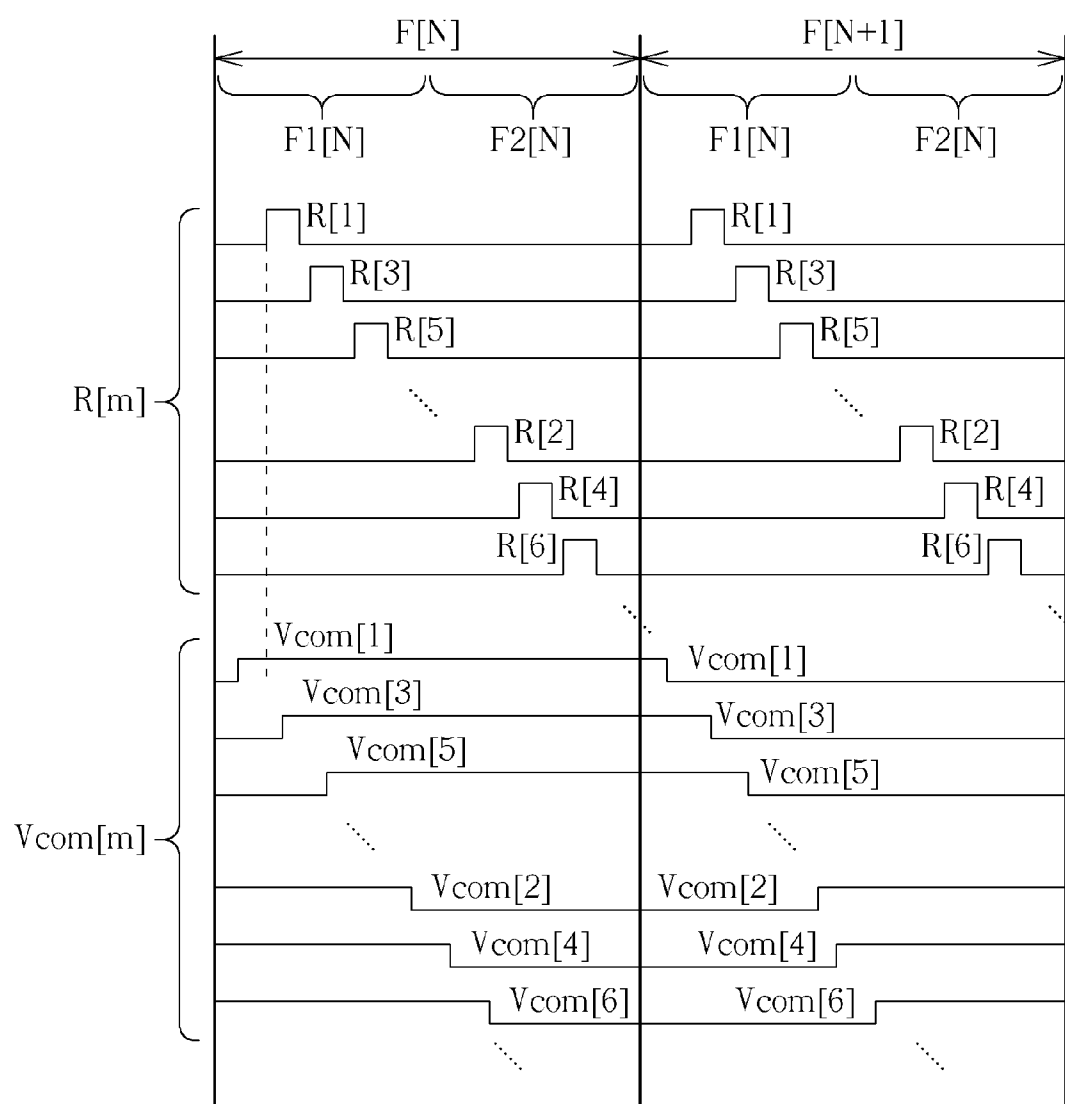 F[N] F[N+1]
F1[N] F2[N] F1[N] F2[N]
R[1] R[1]
R[3] R[3]
R[5] R[5]
R[m]
R[2] R[2]
R[4] R[4]
R[6] R[6]
Vcom[1] Vcom[1]
Vcom[3] Vcom[3]
Vcom[5] Vcom[5]
Vcom[m]
Vcom[2] Vcom[2]
Vcom[4] Vcom[4]
Vcom[6] Vcom[6]